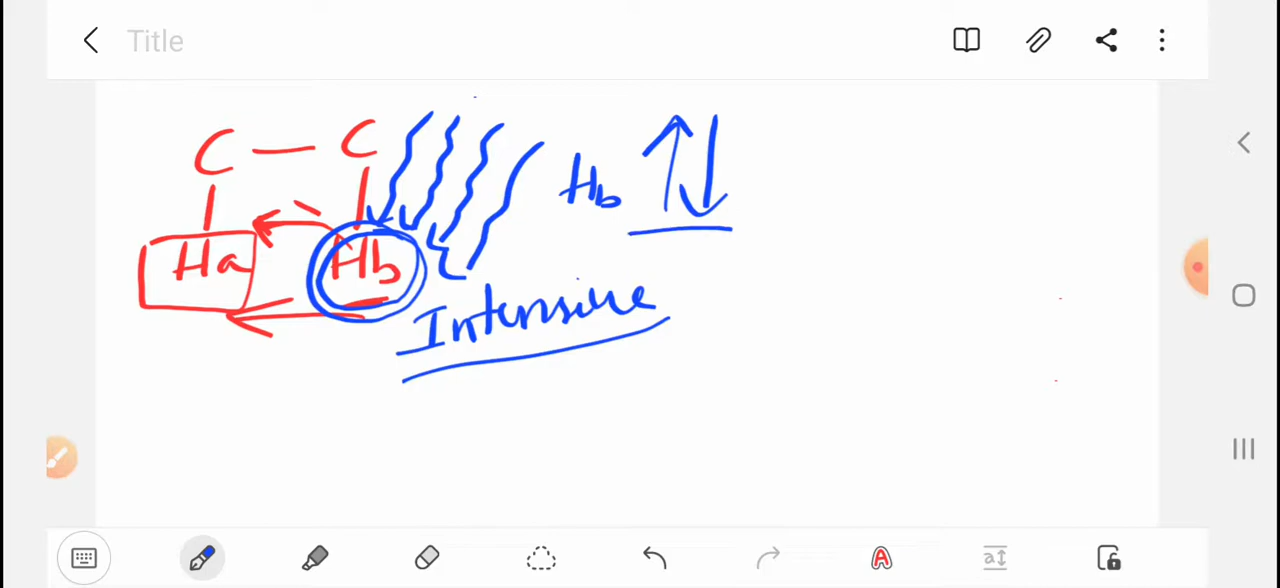 Title
C — C
Hb
Ha Hb
Intensive
A
a